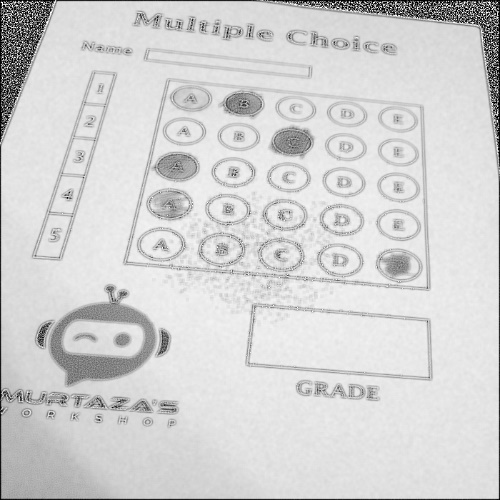 Multiple Choice
Name
1 A B C D E
2 A B C D E
3 A B C D E
4 A B C D E
5 A B C D E
GRADE
MURTAZA'S
WORKSHOP